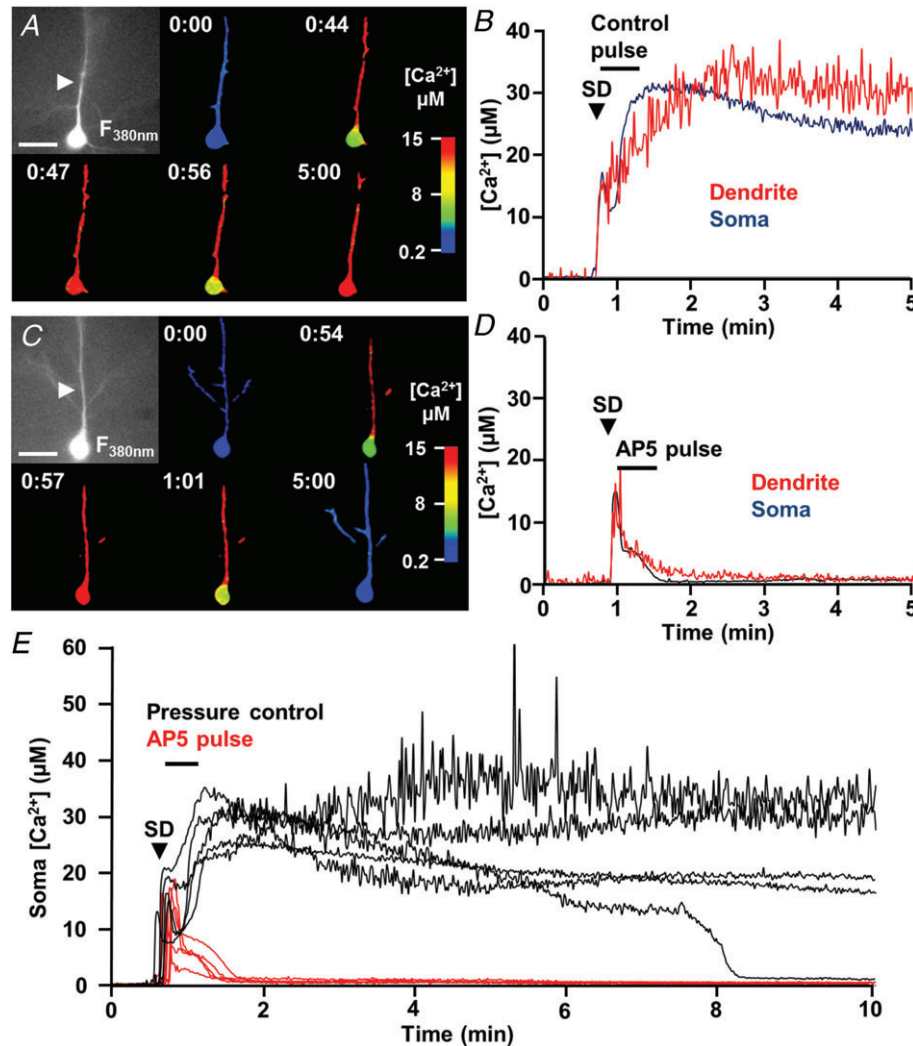 A
0:00
0:44
F380nm
[Ca2+]
µM
15
8
0.2
0:47
0:56
5:00
B
Control
pulse
SD
40
30
20
10
0
[Ca2+] (µM)
Dendrite
Soma
0 1 2 3 4 5
Time (min)
C
0:00
0:54
F380nm
[Ca2+]
µM
15
8
0.2
0:57
1:01
5:00
D
SD
AP5 pulse
40
30
20
10
0
[Ca2+] (µM)
Dendrite
Soma
0 1 2 3 4 5
Time (min)
E
60
50
40
30
20
10
0
Soma [Ca2+] (µM)
Pressure control
AP5 pulse
SD
0 2 4 6 8 10
Time (min)